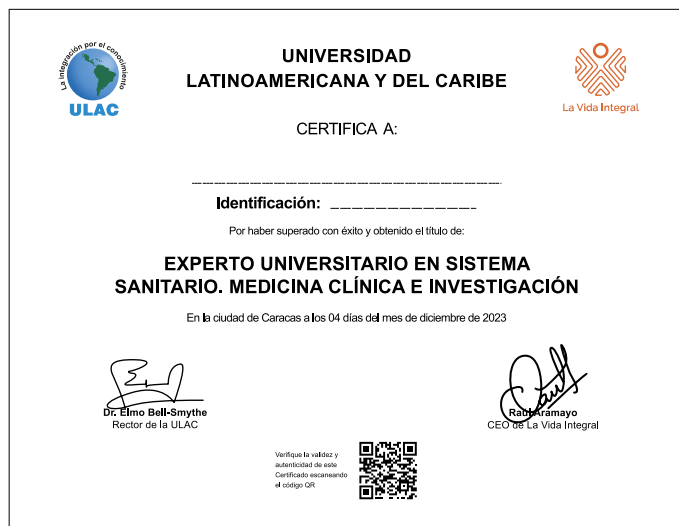 La integración por el conocimiento
ULAC
UNIVERSIDAD
LATINOAMERICANA Y DEL CARIBE
La Vida Integral
CERTIFICA A:
Identificación:
Por haber superado con éxito y obtenido el título de:
EXPERTO UNIVERSITARIO EN SISTEMA
SANITARIO. MEDICINA CLÍNICA E INVESTIGACIÓN
En la ciudad de Caracas a los 04 días del mes de diciembre de 2023
Dr. Elmo Bell-Smythe
Rector de la ULAC
Raúl Aramayo
CEO de La Vida Integral
Verifique la validez y
autenticidad de este
Certificado escaneando
el código QR